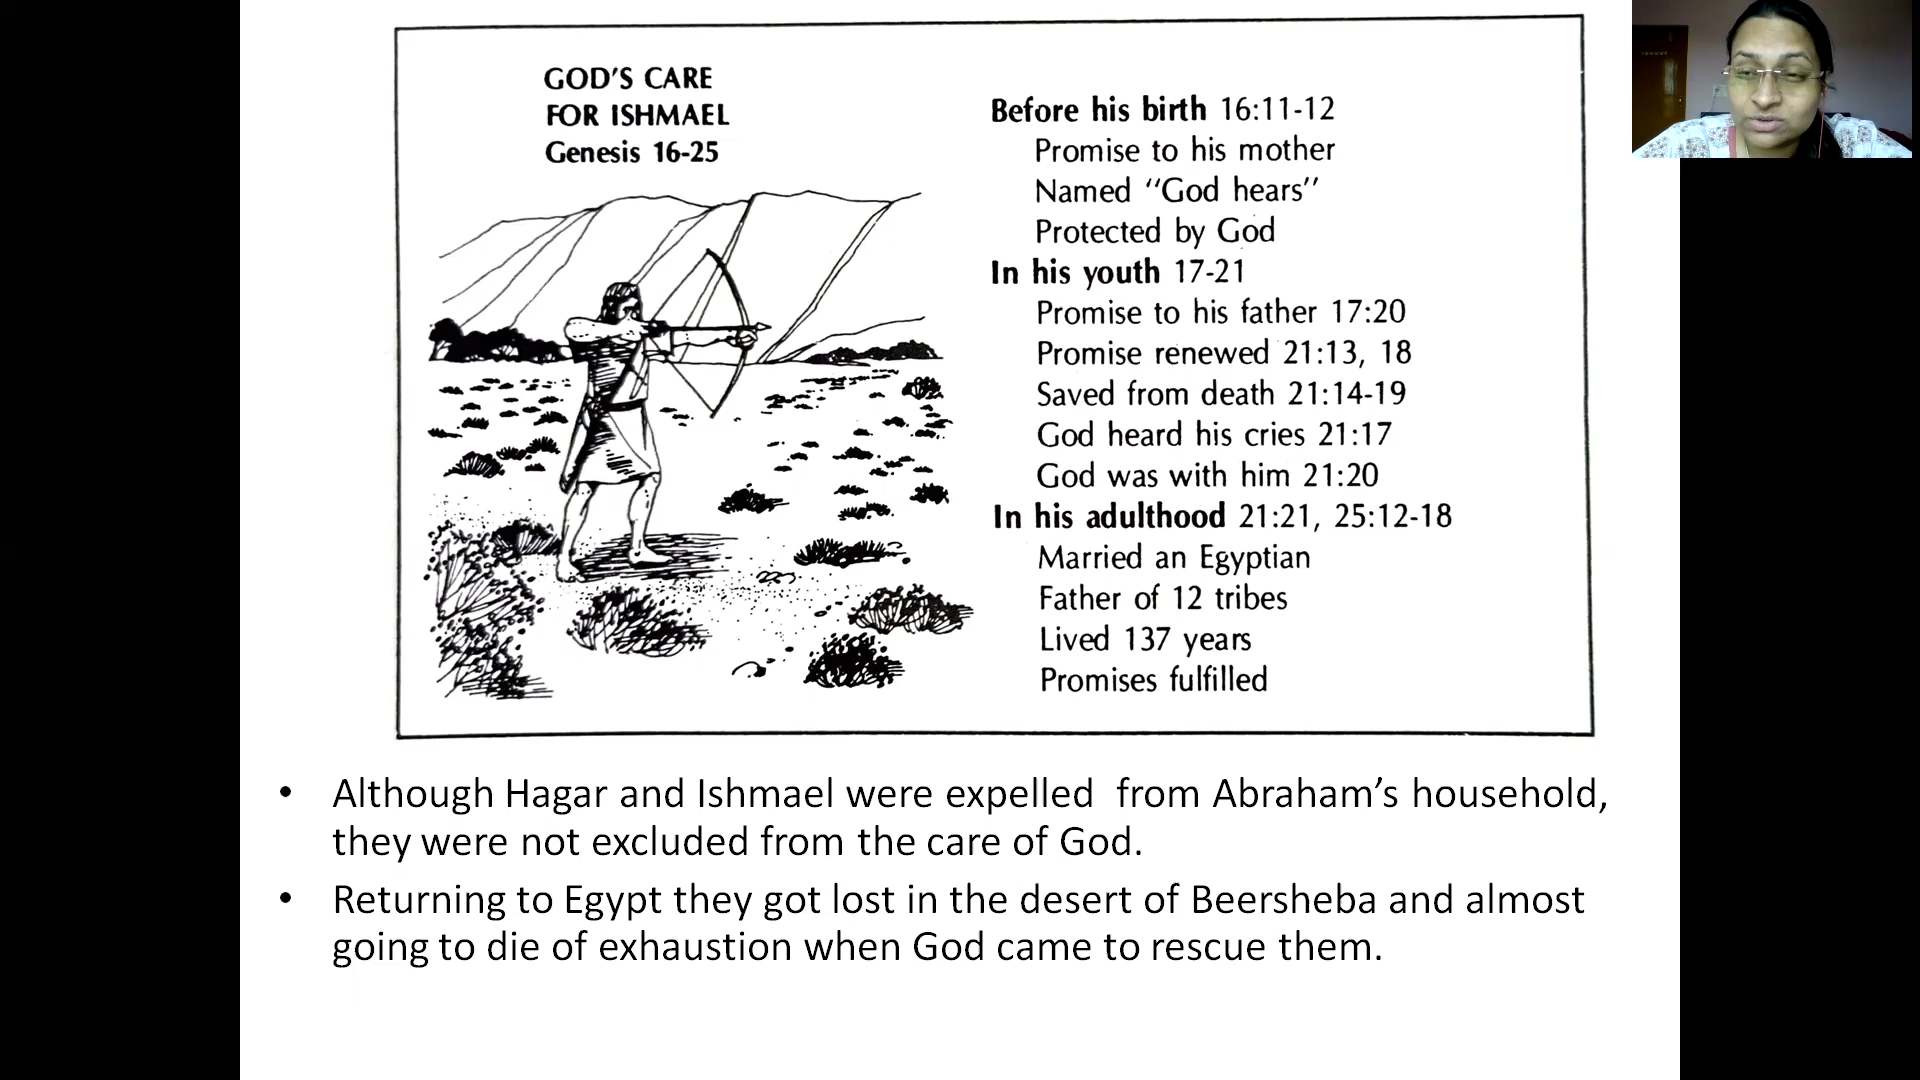 GOD'S CARE
FOR ISHMAEL
Genesis 16-25
Before his birth 16:11-12
Promise to his mother
Named "God hears"
Protected by God
In his youth 17-21
Promise to his father 17:20
Promise renewed 21:13, 18
Saved from death 21:14-19
God heard his cries 21:17
God was with him 21:20
In his adulthood 21:21, 25:12-18
Married an Egyptian
Father of 12 tribes
Lived 137 years
Promises fulfilled
• Although Hagar and Ishmael were expelled  from Abraham’s household,
they were not excluded from the care of God.
• Returning to Egypt they got lost in the desert of Beersheba and almost
going to die of exhaustion when God came to rescue them.